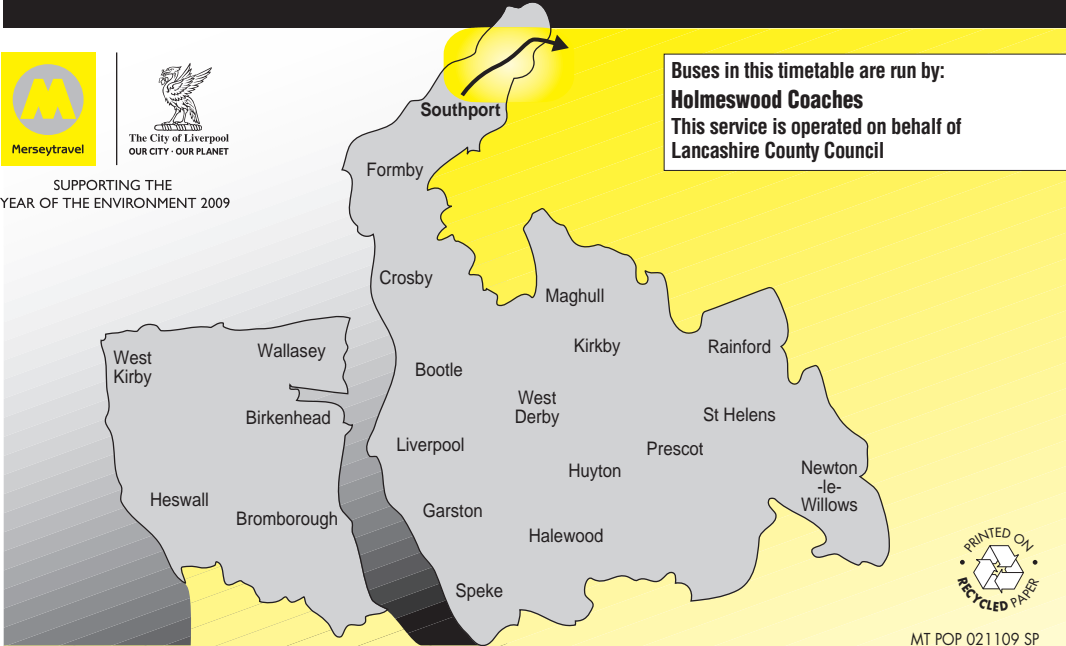 M
Merseytravel
The City of Liverpool
OUR CITY · OUR PLANET
SUPPORTING THE
YEAR OF THE ENVIRONMENT 2009
Buses in this timetable are run by:
Holmeswood Coaches
This service is operated on behalf of
Lancashire County Council
Southport
Formby
Crosby
Maghull
West
Kirby
Wallasey
Kirkby
Rainford
Bootle
Birkenhead
West
Derby
St Helens
Liverpool
Prescot
Huyton
Newton
-le-
Willows
Heswall
Bromborough
Garston
Halewood
Speke
• PRINTED ON •
RECYCLED PAPER
MT POP 021109 SP